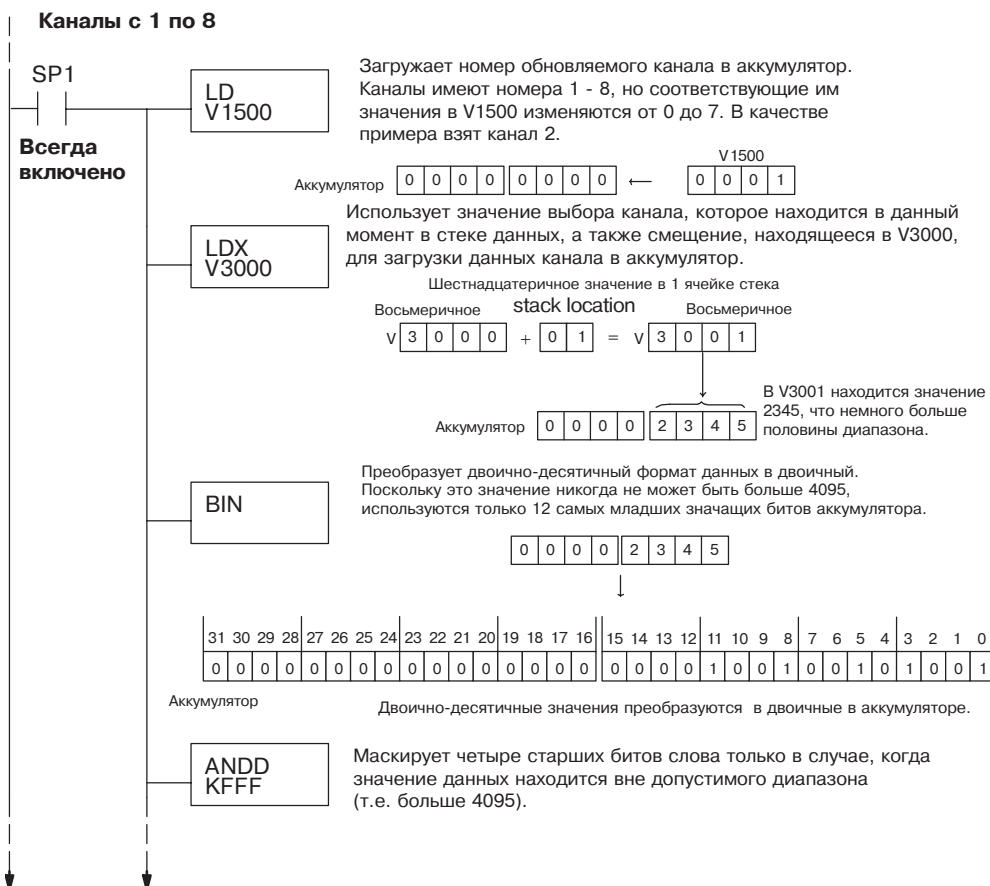 Каналы с 1 по 8
SP1
Всегда
включено
LD
V1500
Загружает номер обновляемого канала в аккумулятор.
Каналы имеют номера 1 - 8, но соответствующие им
значения в V1500 изменяются от 0 до 7. В качестве
примера взят канал 2.
V1500
Аккумулятор 0 0 0 0 0 0 0 0 ← 0 0 0 1
LDX
V3000
Использует значение выбора канала, которое находится в данный
момент в стеке данных, а также смещение, находящееся в V3000,
для загрузки данных канала в аккумулятор.
Шестнадцатеричное значение в 1 ячейке стека
Восьмеричное stack location Восьмеричное
V 3 0 0 0 + 0 1 = V 3 0 0 1
В V3001 находится значение
2345, что немного больше
половины диапазона.
Аккумулятор 0 0 0 0 2 3 4 5
BIN
Преобразует двоично-десятичный формат данных в двоичный.
Поскольку это значение никогда не может быть больше 4095,
используются только 12 самых младших значащих битов аккумулятора.
0 0 0 0 2 3 4 5
31 30 29 28 27 26 25 24 23 22 21 20 19 18 17 16 15 14 13 12 11 10 9 8 7 6 5 4 3 2 1 0
0 0 0 0 0 0 0 0 0 0 0 0 0 0 0 0 0 0 0 0 1 0 0 1 0 0 1 0 1 0 0 1
Аккумулятор
Двоично-десятичные значения преобразуются в двоичные в аккумуляторе.
ANDD
KFFF
Маскирует четыре старших битов слова только в случае, когда
значение данных находится вне допустимого диапазона
(т.е. больше 4095).